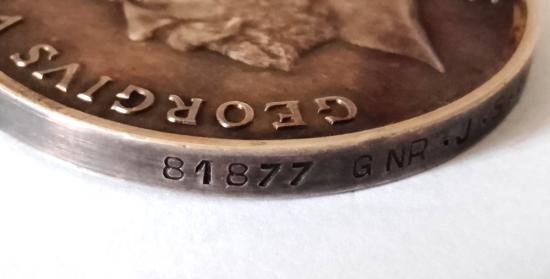 GEORGIVS
81877 GNR . J . S .